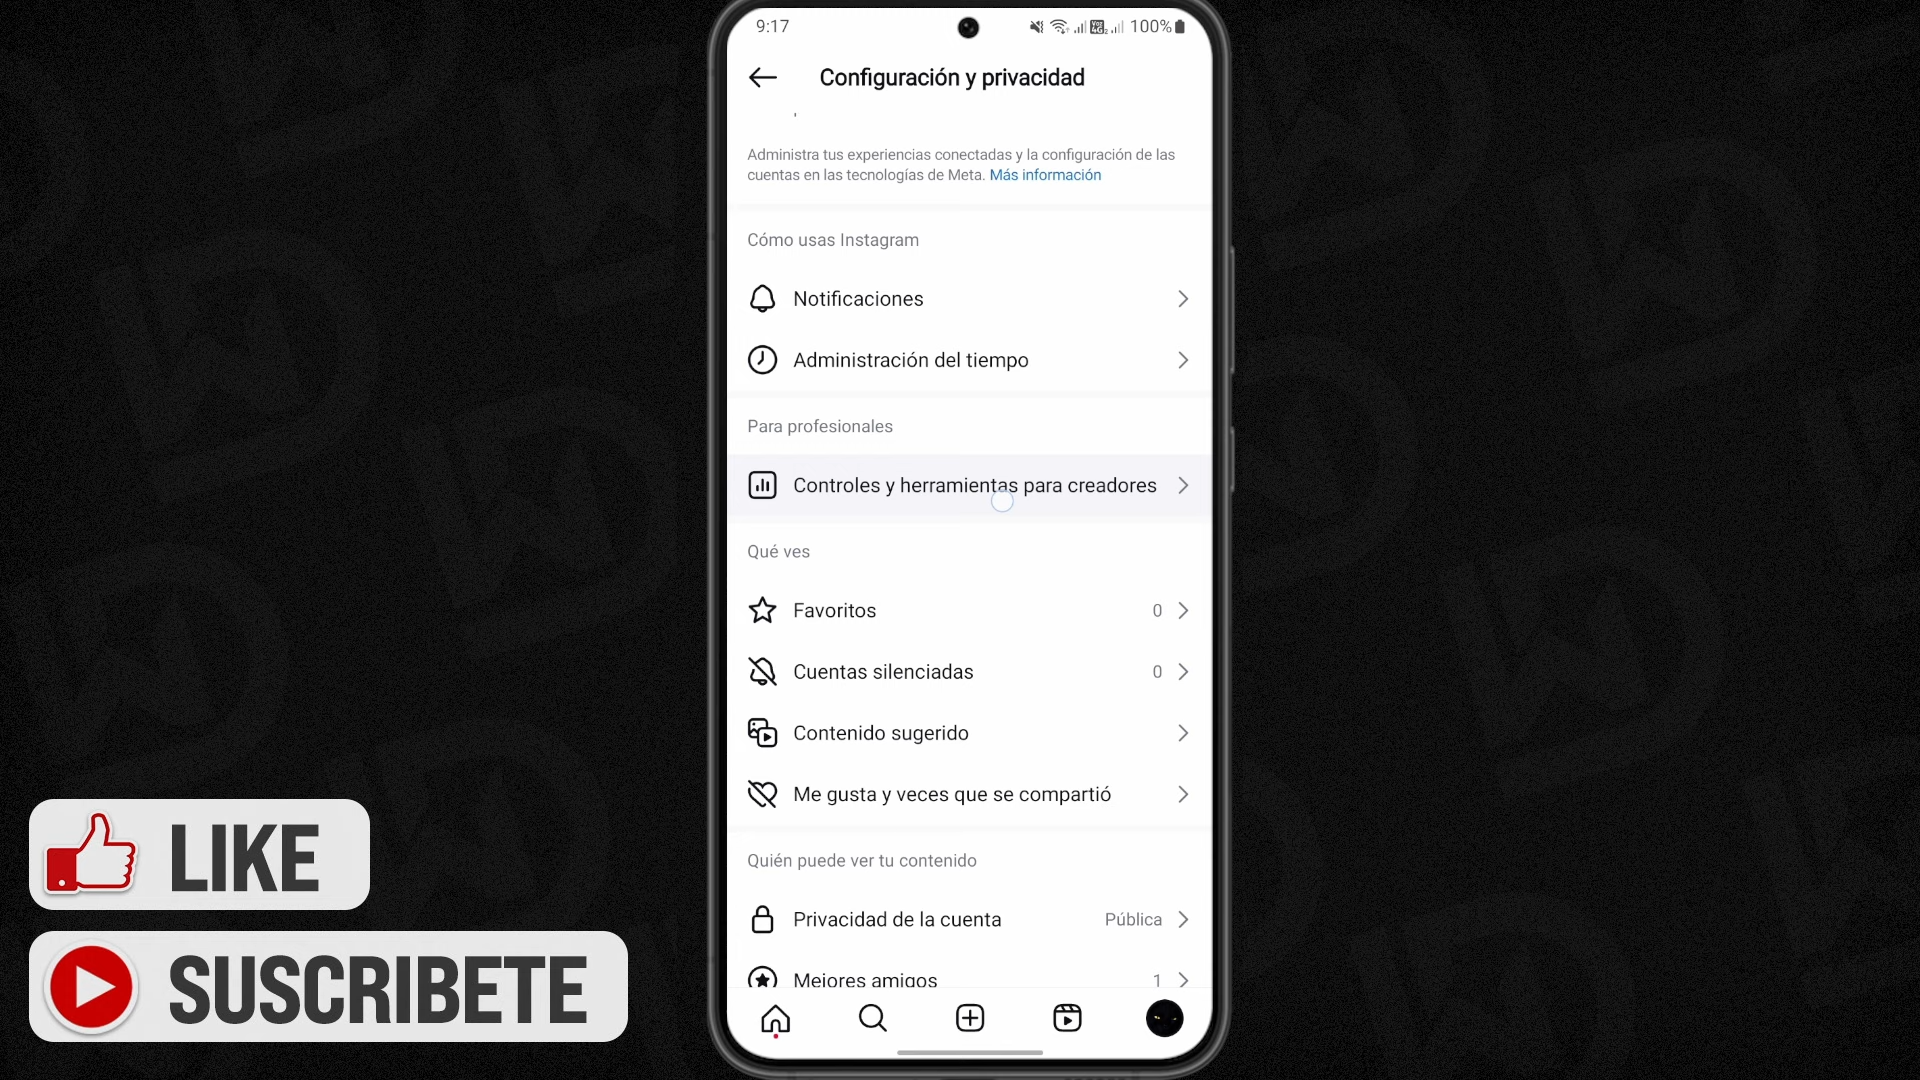 9:17
100%
Configuración y privacidad
Administra tus experiencias conectadas y la configuración de las
cuentas en las tecnologías de Meta. Más información
Cómo usas Instagram
Notificaciones
Administración del tiempo
Para profesionales
Controles y herramientas para creadores
Qué ves
Favoritos 0
Cuentas silenciadas 0
Contenido sugerido
Me gusta y veces que se compartió
Quién puede ver tu contenido
Privacidad de la cuenta Pública
Mejores amigos 1
LIKE
SUSCRIBETE